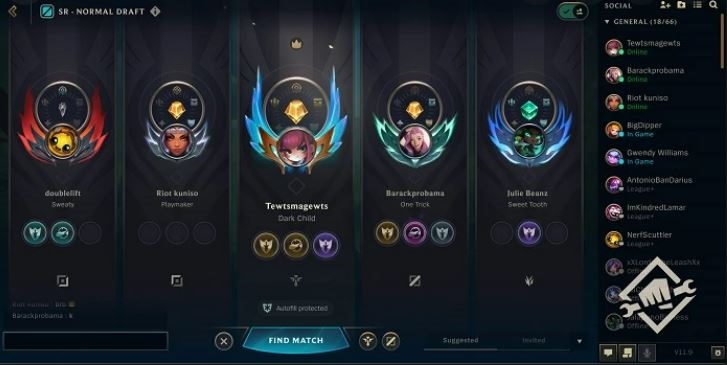 SR - NORMAL DRAFT
doublelift
Sweats
Riot kuniso
Playmaker
Tewtsmagewts
Dark Child
Barackprobama
One Trick
Julie Beanz
Sweet Tooth
Autofill protected
Riot kuniso : bro
Barackprobama : k
FIND MATCH
Suggested
Invited
SOCIAL
GENERAL (18/66)
Tewtsmagewts
Online
Barackprobama
Online
Riot kuniso
Online
BigDipper
In Game
Gwendy Williams
In Game
AntonioBanDarius
League+
ImKindredLamar
League+
NerfScuttler
League+
V11.9